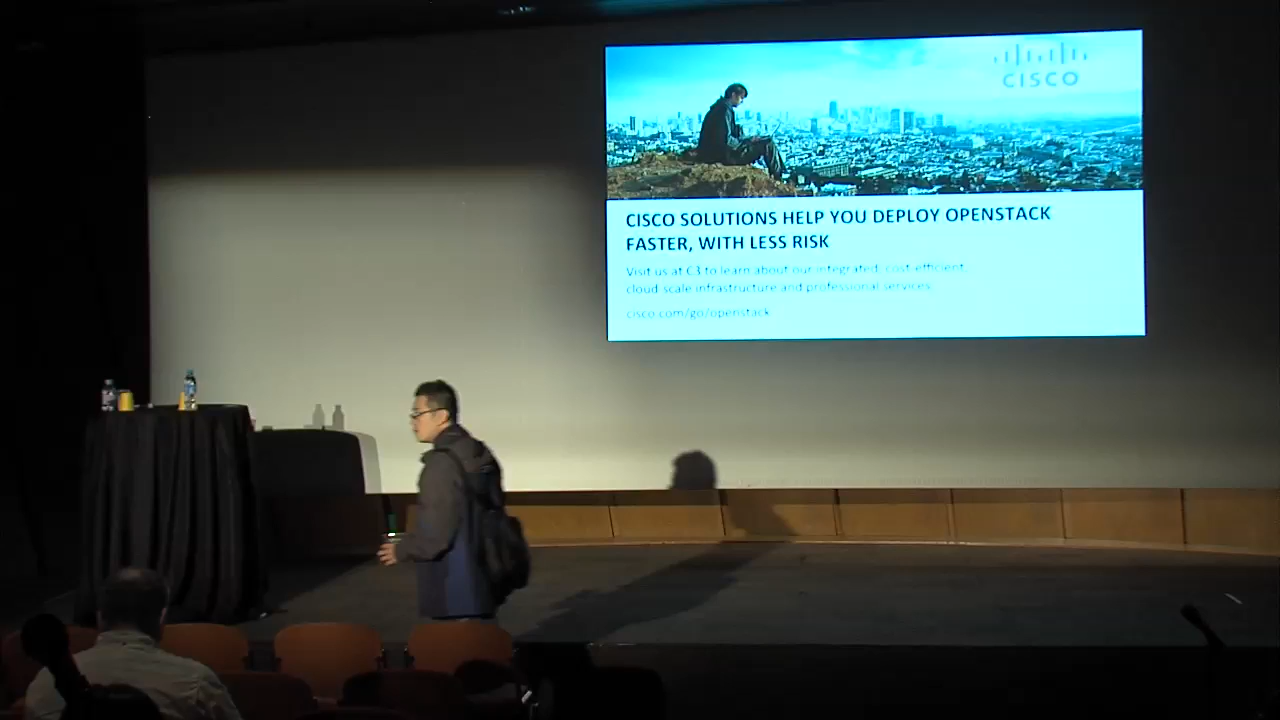 CISCO
CISCO SOLUTIONS HELP YOU DEPLOY OPENSTACK
FASTER, WITH LESS RISK
Visit us at C3 to learn about our integrated, cost-efficient,
cloud scale infrastructure and professional services.
cisco.com/go/openstack